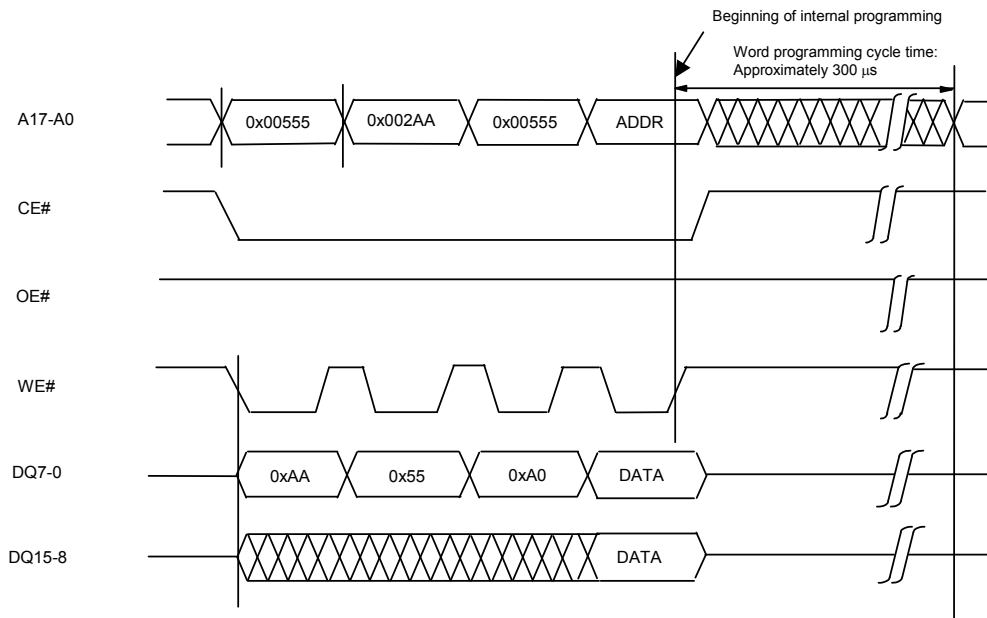 Beginning of internal programming
Word programming cycle time:
Approximately 300 μs
A17-A0
0x00555
0x002AA
0x00555
ADDR
CE#
OE#
WE#
DQ7-0
0xAA
0x55
0xA0
DATA
DQ15-8
DATA